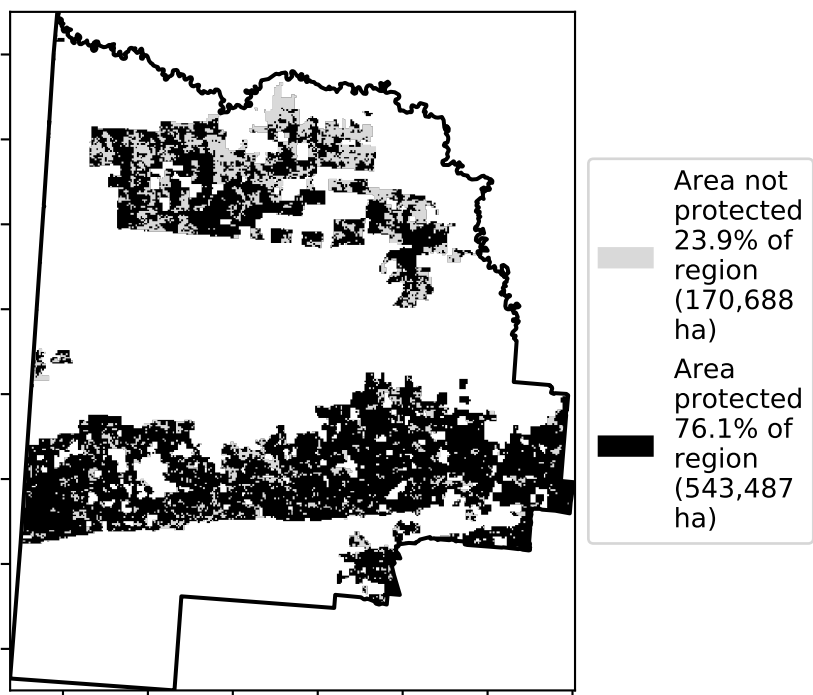 Area not
protected
23.9% of
region
(170,688
ha)
Area
protected
76.1% of
region
(543,487
ha)